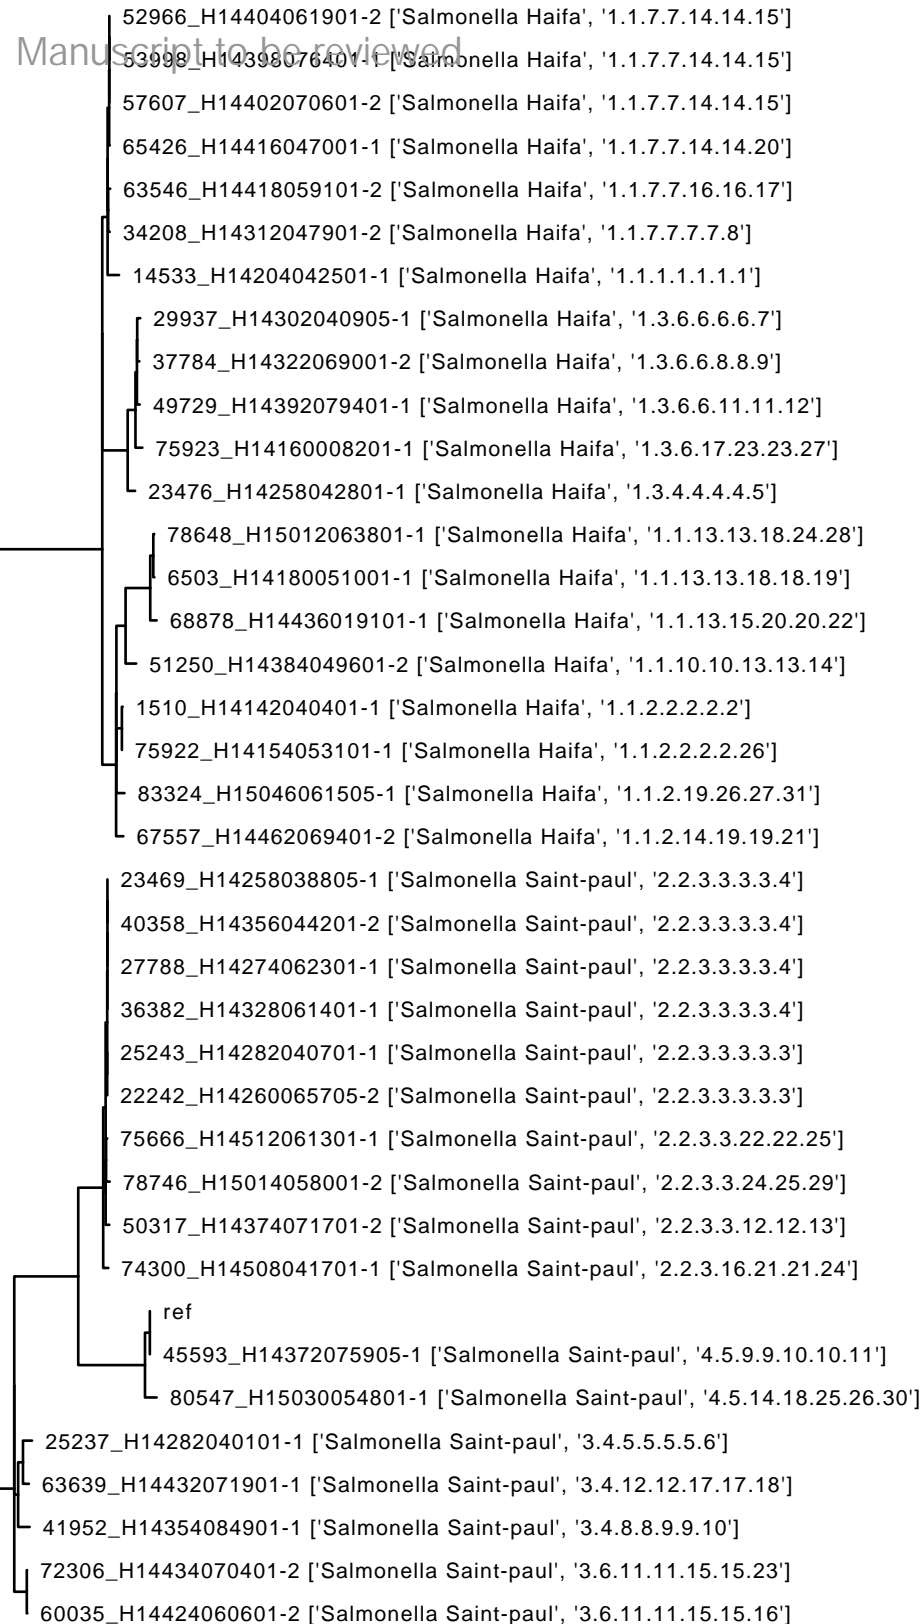 52966_H14404061901-2 ['Salmonella Haifa', '1.1.7.7.14.14.15']
Manuscript to be reviewed
53998_H14398076401-1 ['Salmonella Haifa', '1.1.7.7.14.14.15']
57607_H14402070601-2 ['Salmonella Haifa', '1.1.7.7.14.14.15']
65426_H14416047001-1 ['Salmonella Haifa', '1.1.7.7.14.14.20']
63546_H14418059101-2 ['Salmonella Haifa', '1.1.7.7.16.16.17']
34208_H14312047901-2 ['Salmonella Haifa', '1.1.7.7.7.7.8']
14533_H14204042501-1 ['Salmonella Haifa', '1.1.1.1.1.1.1']
29937_H14302040905-1 ['Salmonella Haifa', '1.3.6.6.6.6.7']
37784_H14322069001-2 ['Salmonella Haifa', '1.3.6.6.8.8.9']
49729_H14392079401-1 ['Salmonella Haifa', '1.3.6.6.11.11.12']
75923_H14160008201-1 ['Salmonella Haifa', '1.3.6.17.23.23.27']
23476_H14258042801-1 ['Salmonella Haifa', '1.3.4.4.4.4.5']
78648_H15012063801-1 ['Salmonella Haifa', '1.1.13.13.18.24.28']
6503_H14180051001-1 ['Salmonella Haifa', '1.1.13.13.18.18.19']
68878_H14436019101-1 ['Salmonella Haifa', '1.1.13.15.20.20.22']
51250_H14384049601-2 ['Salmonella Haifa', '1.1.10.10.13.13.14']
1510_H14142040401-1 ['Salmonella Haifa', '1.1.2.2.2.2.2']
75922_H14154053101-1 ['Salmonella Haifa', '1.1.2.2.2.2.26']
83324_H15046061505-1 ['Salmonella Haifa', '1.1.2.19.26.27.31']
67557_H14462069401-2 ['Salmonella Haifa', '1.1.2.14.19.19.21']
23469_H14258038805-1 ['Salmonella Saint-paul', '2.2.3.3.3.3.4']
40358_H14356044201-2 ['Salmonella Saint-paul', '2.2.3.3.3.3.4']
27788_H14274062301-1 ['Salmonella Saint-paul', '2.2.3.3.3.3.4']
36382_H14328061401-1 ['Salmonella Saint-paul', '2.2.3.3.3.3.4']
25243_H14282040701-1 ['Salmonella Saint-paul', '2.2.3.3.3.3.3']
22242_H14260065705-2 ['Salmonella Saint-paul', '2.2.3.3.3.3.3']
75666_H14512061301-1 ['Salmonella Saint-paul', '2.2.3.3.22.22.25']
78746_H15014058001-2 ['Salmonella Saint-paul', '2.2.3.3.24.25.29']
50317_H14374071701-2 ['Salmonella Saint-paul', '2.2.3.3.12.12.13']
74300_H14508041701-1 ['Salmonella Saint-paul', '2.2.3.16.21.21.24']
ref
45593_H14372075905-1 ['Salmonella Saint-paul', '4.5.9.9.10.10.11']
80547_H15030054801-1 ['Salmonella Saint-paul', '4.5.14.18.25.26.30']
25237_H14282040101-1 ['Salmonella Saint-paul', '3.4.5.5.5.5.6']
63639_H14432071901-1 ['Salmonella Saint-paul', '3.4.12.12.17.17.18']
41952_H14354084901-1 ['Salmonella Saint-paul', '3.4.8.8.9.9.10']
72306_H14434070401-2 ['Salmonella Saint-paul', '3.6.11.11.15.15.23']
60035_H14424060601-2 ['Salmonella Saint-paul', '3.6.11.11.15.15.16']